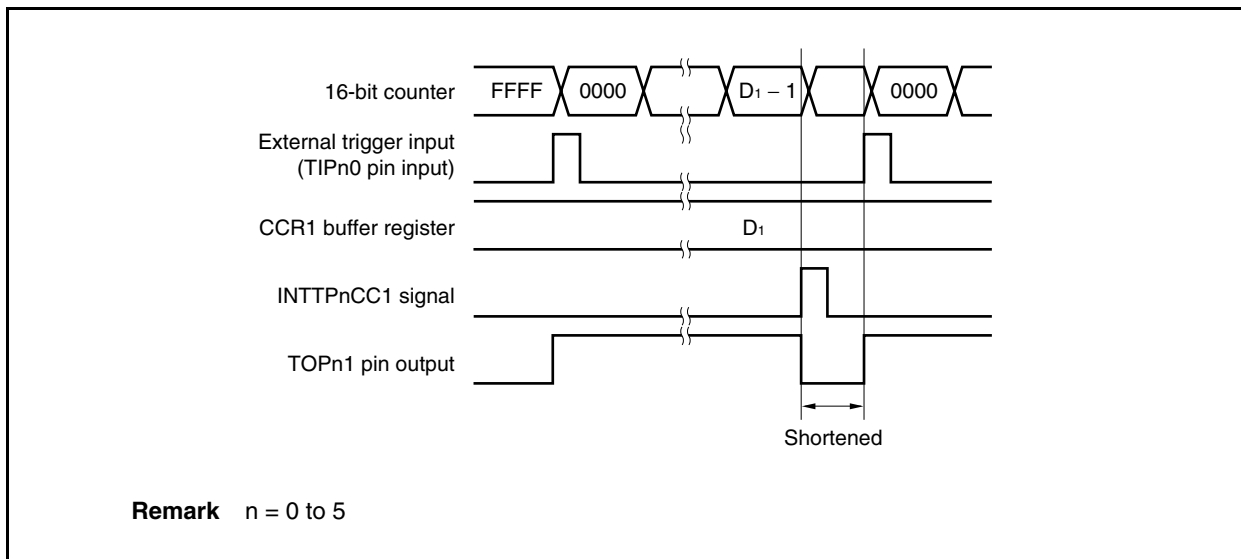 16-bit counter FFFF 0000 D1 − 1 0000
External trigger input
(TIPn0 pin input)
CCR1 buffer register D1
INTTPnCC1 signal
TOPn1 pin output
Shortened
Remark n = 0 to 5